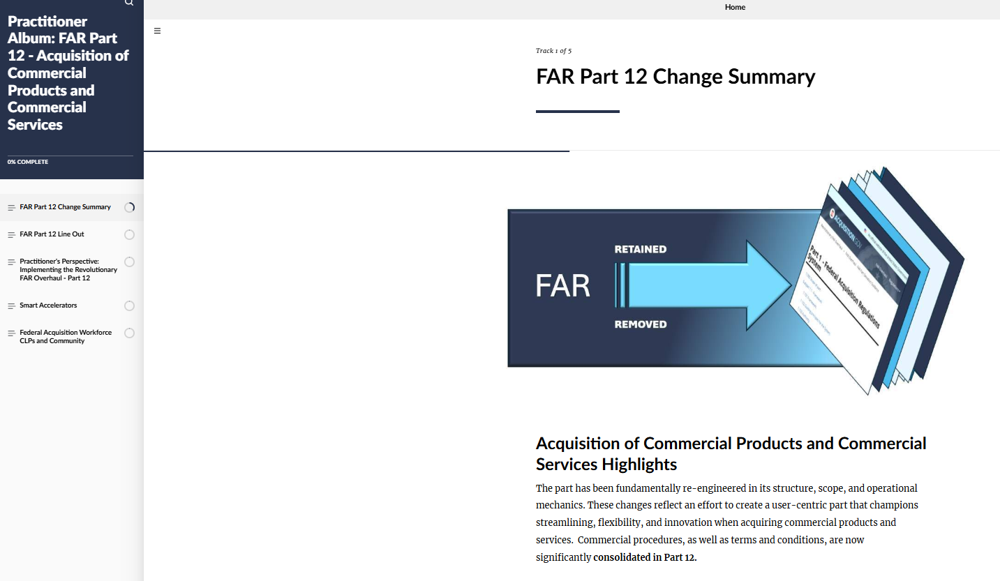 Practitioner
Album: FAR Part
12 - Acquisition of
Commercial
Products and
Commercial
Services
0% COMPLETE
FAR Part 12 Change Summary
FAR Part 12 Line Out
Practitioner's Perspective:
Implementing the Revolutionary
FAR Overhaul - Part 12
Smart Accelerators
Federal Acquisition Workforce
CLPs and Community
Home
Track 1 of 5
FAR Part 12 Change Summary
FAR
RETAINED
REMOVED
ACQUISITION.GOV
Part 1 - Federal Acquisition Regulations
System
Acquisition of Commercial Products and Commercial
Services Highlights
The part has been fundamentally re-engineered in its structure, scope, and operational
mechanics. These changes reflect an effort to create a user-centric part that champions
streamlining, flexibility, and innovation when acquiring commercial products and
services.  Commercial procedures, as well as terms and conditions, are now
significantly consolidated in Part 12.